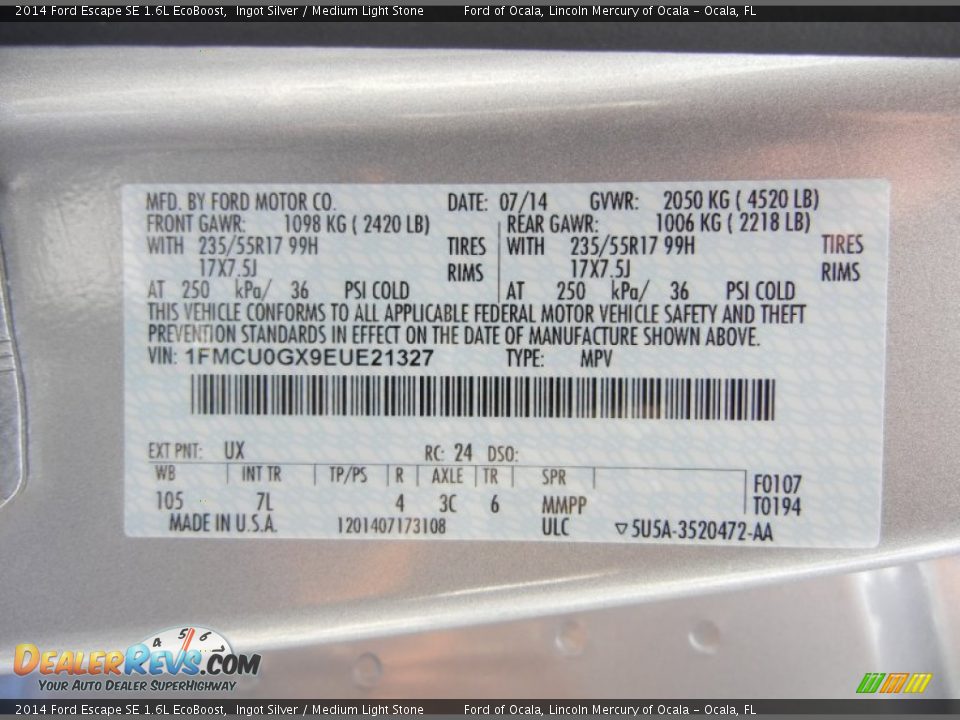 2014 Ford Escape SE 1.6L EcoBoost, Ingot Silver / Medium Light Stone Ford of Ocala, Lincoln Mercury of Ocala - Ocala, FL
MFD. BY FORD MOTOR CO. DATE: 07/14 GVWR: 2050 KG ( 4520 LB)
FRONT GAWR: 1098 KG ( 2420 LB) REAR GAWR: 1006 KG ( 2218 LB)
WITH 235/55R17 99H TIRES WITH 235/55R17 99H TIRES
17X7.5J RIMS 17X7.5J RIMS
AT 250 kPa/ 36 PSI COLD AT 250 kPa/ 36 PSI COLD
THIS VEHICLE CONFORMS TO ALL APPLICABLE FEDERAL MOTOR VEHICLE SAFETY AND THEFT
PREVENTION STANDARDS IN EFFECT ON THE DATE OF MANUFACTURE SHOWN ABOVE.
VIN: 1FMCU0GX9EUE21327 TYPE: MPV
EXT PNT: UX RC: 24 DSO:
WB INT TR TP/PS R AXLE TR SPR F0107
105 7L 4 3C 6 MMPP T0194
MADE IN U.S.A. 1201407173108 ULC ▽5U5A-3520472-AA
4 5 6
DEALERREVS.COM
YOUR AUTO DEALER SUPERHIGHWAY
2014 Ford Escape SE 1.6L EcoBoost, Ingot Silver / Medium Light Stone Ford of Ocala, Lincoln Mercury of Ocala - Ocala, FL